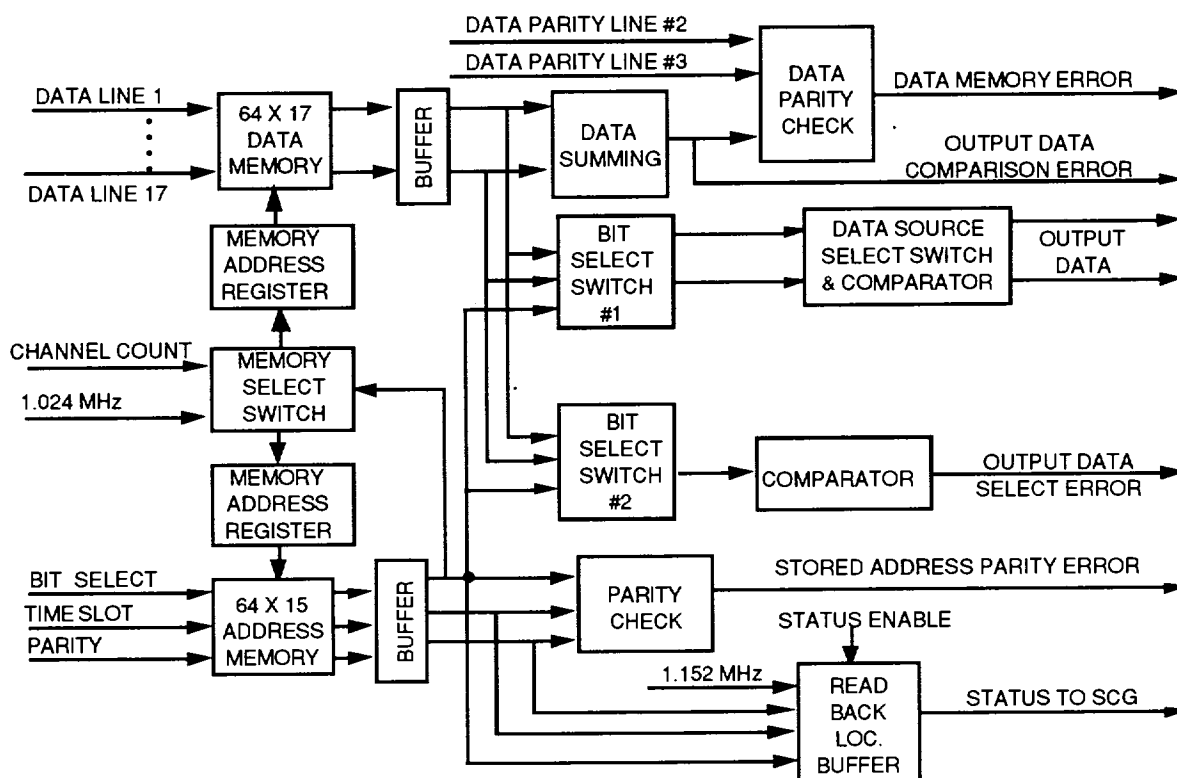 DATA PARITY LINE #2
DATA PARITY LINE #3
DATA
PARITY
CHECK
DATA MEMORY ERROR
DATA LINE 1
64 X 17
DATA
MEMORY
BUFFER
DATA
SUMMING
OUTPUT DATA
COMPARISON ERROR
DATA LINE 17
MEMORY
ADDRESS
REGISTER
BIT
SELECT
SWITCH
#1
DATA SOURCE
SELECT SWITCH
& COMPARATOR
OUTPUT
DATA
CHANNEL COUNT
1.024 MHz
MEMORY
SELECT
SWITCH
BIT
SELECT
SWITCH
#2
COMPARATOR
OUTPUT DATA
SELECT ERROR
MEMORY
ADDRESS
REGISTER
BIT SELECT
TIME SLOT
PARITY
64 X 15
ADDRESS
MEMORY
BUFFER
PARITY
CHECK
STORED ADDRESS PARITY ERROR
STATUS ENABLE
1.152 MHz
READ
BACK
LOC.
BUFFER
STATUS TO SCG